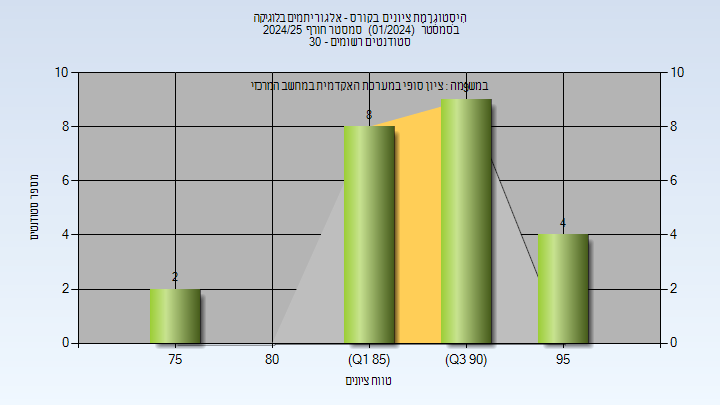 היסטוגרמת ציונים בקורס - אלגוריתמים בלוגיקה
בסמסטר (01/2024) סמסטר חורף 2024/25
סטודנטים רשומים - 30
במשימה : ציון סופי במערכת האקדמית במחשב המרכזי
מספר סטודנטים
10
8
6
4
2
0
10
8
6
4
2
0
2
8
9
4
75
80
(Q1 85)
(Q3 90)
95
טווח ציונים